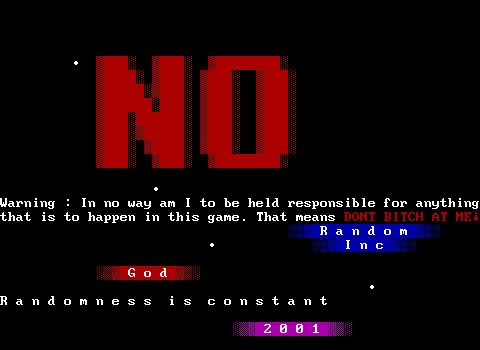 NO
Warning : In no way am I to be held responsible for anything
that is to happen in this game. That means DONT BITCH AT ME!
Random
Inc
God
Randomness is constant
2001